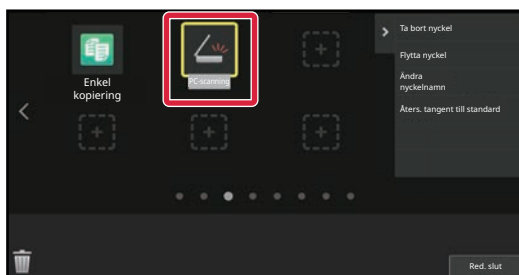 Enkel
kopiering
PC-scanning
Ta bort nyckel
Flytta nyckel
Ändra
nyckelnamn
Åters. tangent till standard
Red. slut